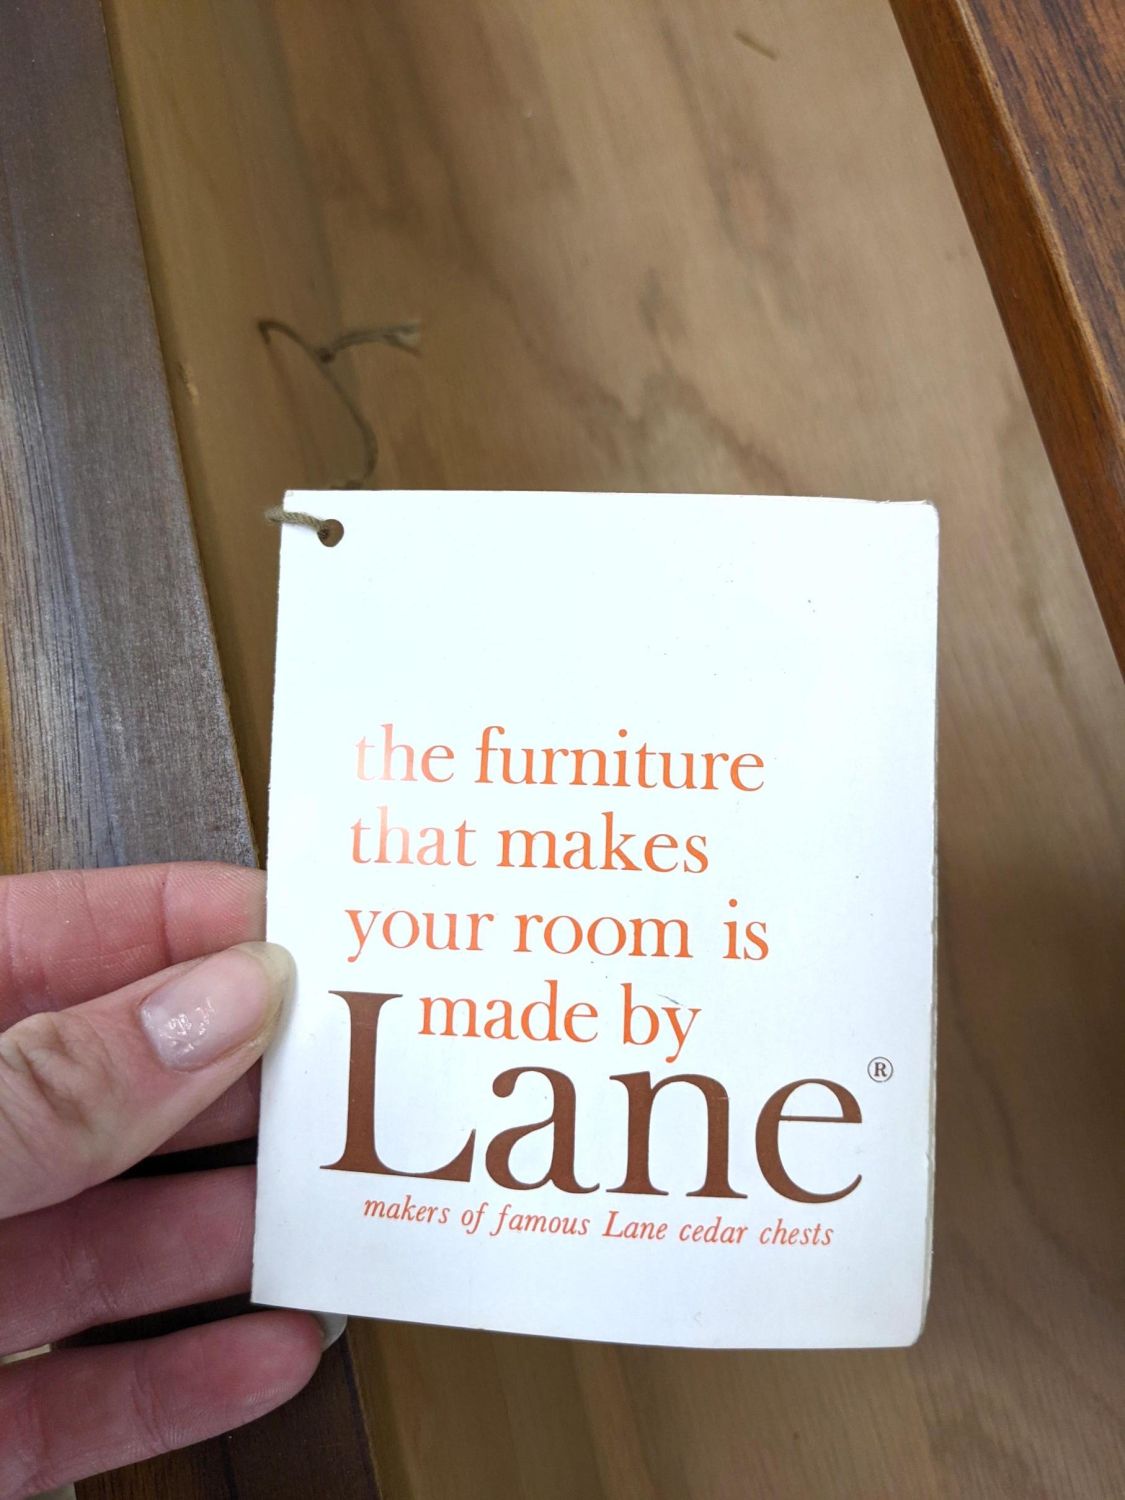 the furniture
that makes
your room is
made by
Lane®
makers of famous Lane cedar chests